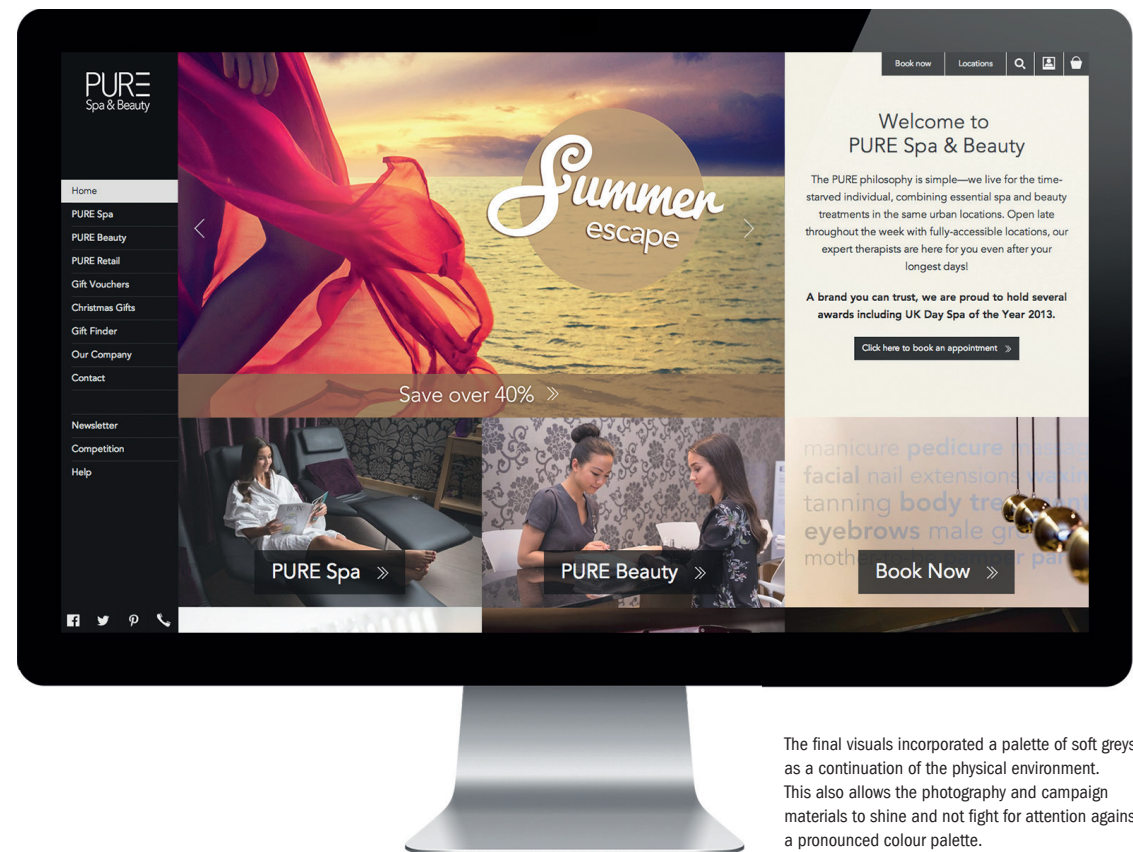 PURE
Spa & Beauty
Home
PURE Spa
PURE Beauty
PURE Retail
Gift Vouchers
Christmas Gifts
Gift Finder
Our Company
Contact
Newsletter
Competition
Help
Summer
escape
Save over 40% »
Book now
Locations
Welcome to
PURE Spa & Beauty
The PURE philosophy is simple—we live for the time-
starved individual, combining essential spa and beauty
treatments in the same urban locations. Open late
throughout the week with fully-accessible locations, our
expert therapists are here for you even after your
longest days!
A brand you can trust, we are proud to hold several
awards including UK Day Spa of the Year 2013.
Click here to book an appointment »
PURE Spa »
PURE Beauty »
manicure pedicure
facial nail extensions
tanning body
eyebrows male
Book Now »
The final visuals incorporated a palette of soft greys
as a continuation of the physical environment.
This also allows the photography and campaign
materials to shine and not fight for attention agains
a pronounced colour palette.